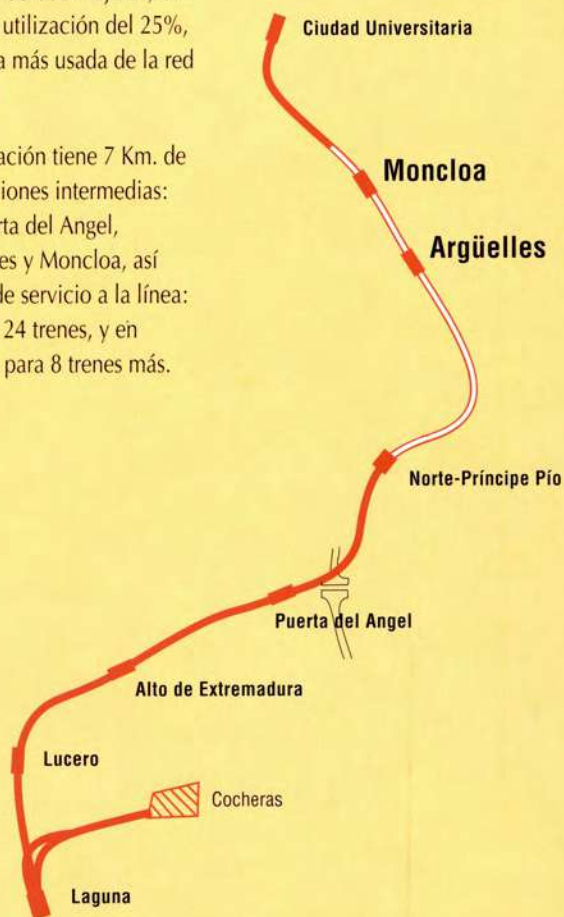 utilización del 25%,
a más usada de la red
ación tiene 7 Km. de
iones intermedias:
rta del Angel,
es y Moncloa, así
de servicio a la línea:
24 trenes, y en
para 8 trenes más.
Ciudad Universitaria
Moncloa
Argüelles
Norte-Príncipe Pío
Puerta del Angel
Alto de Extremadura
Lucero
Cocheras
Laguna